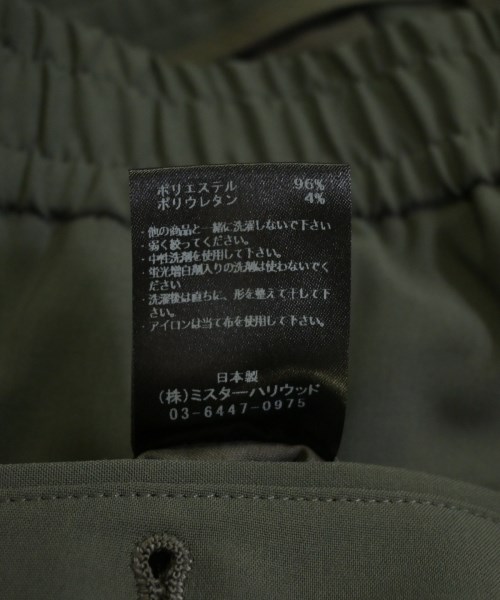 ポリエステル 96%
ポリウレタン 4%
・他の商品と一緒に洗濯しないで下さい
弱く絞ってください。
・中性洗剤を使用して下さい。
・蛍光増白剤入りの洗剤は使わないでく
ださい
・洗濯後は直ちに、形を整えて干して下
さい。
・アイロンは当て布を使用して下さい。
日本製
(株)ミスターハリウッド
03-6447-0975